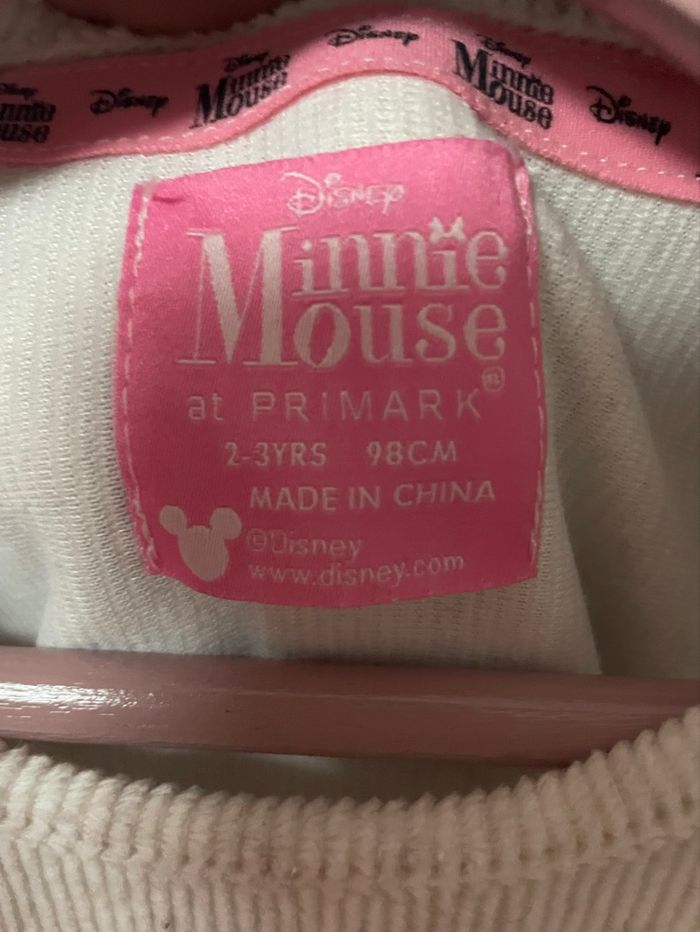 Disney Minnie Mouse Disney Minnie Mouse Disney
Disney
Minnie
Mouse
at PRIMARK®
2-3YRS 98CM
MADE IN CHINA
©Disney
www.disney.com